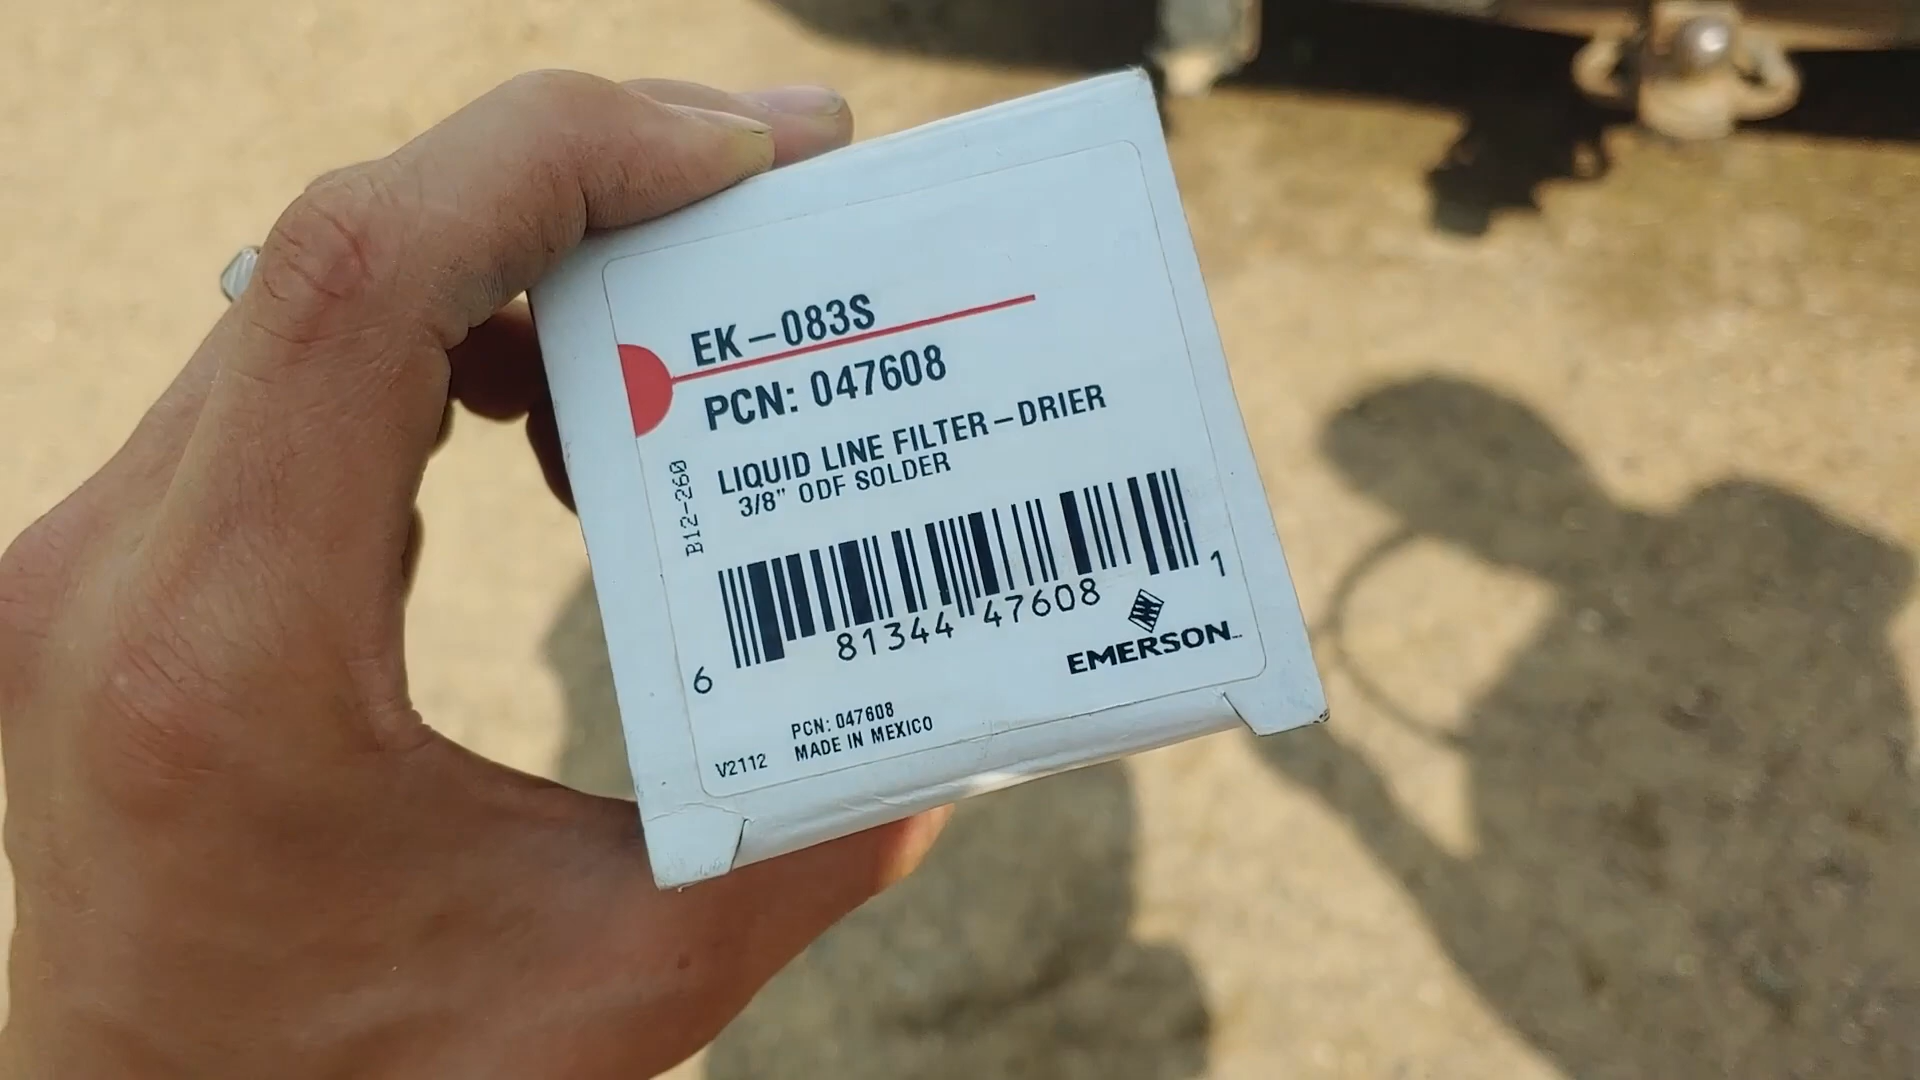 EK-083S
PCN: 047608
LIQUID LINE FILTER-DRIER
3/8" ODF SOLDER
B12-260
6 81344 47608 1
EMERSON™
PCN: 047608
V2112 MADE IN MEXICO